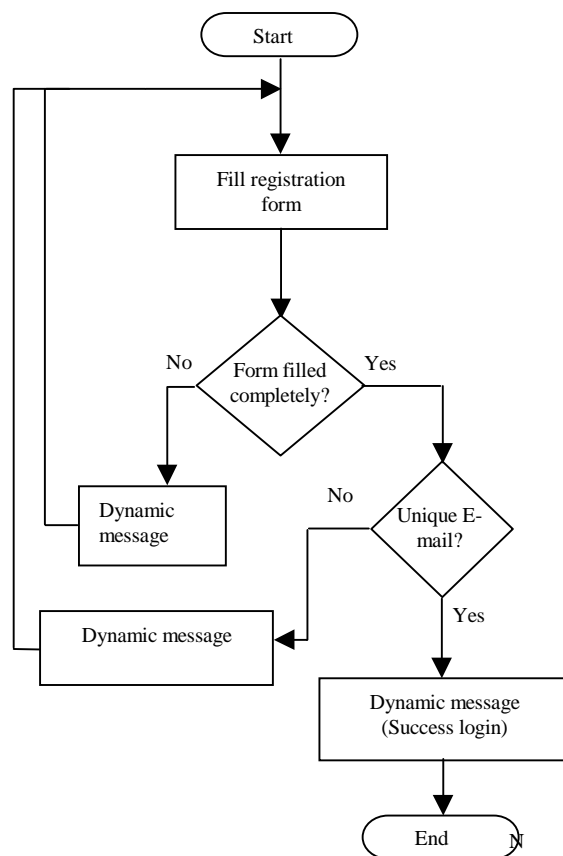 Start
Fill registration
form
No
Form filled
completely?
Yes
Dynamic
message
No
Unique E-
mail?
Dynamic message
Yes
Dynamic message
(Success login)
End
N